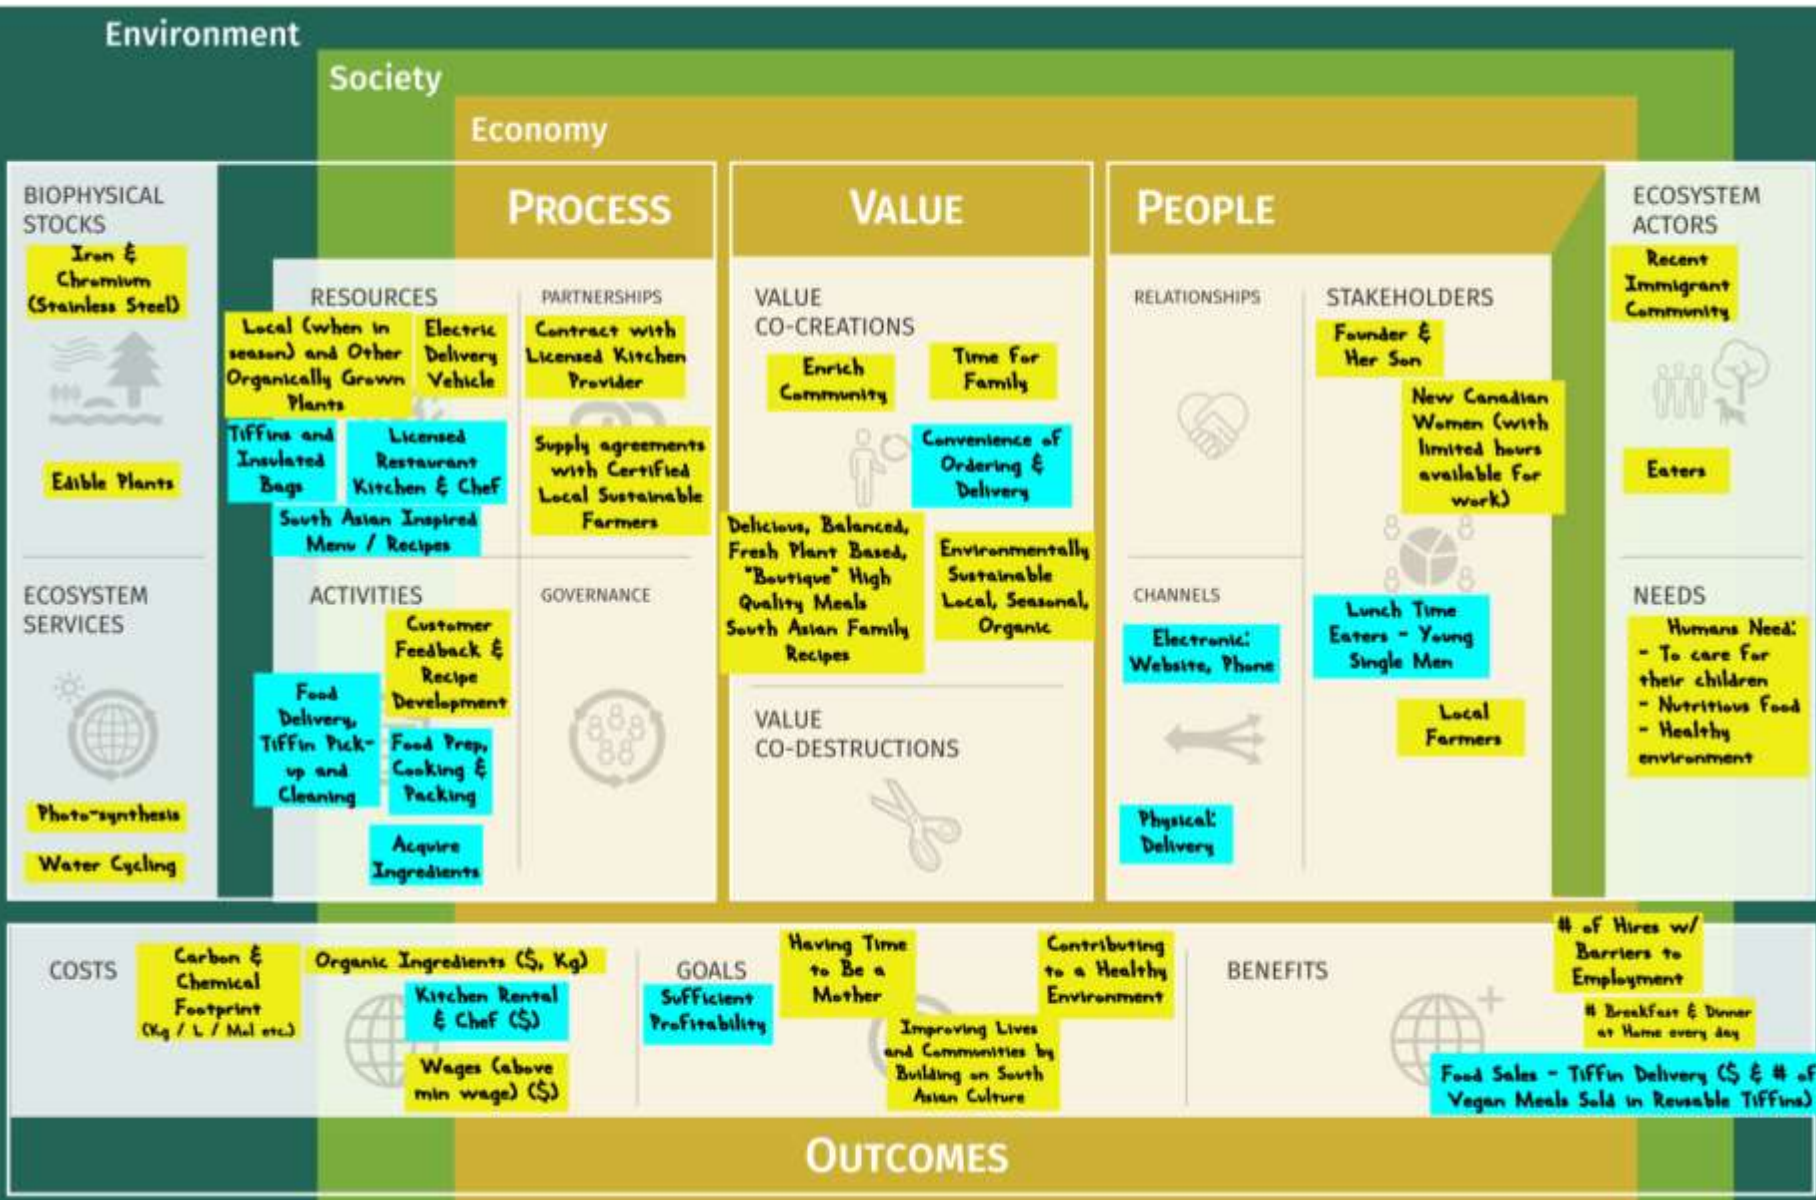 Environment
Society
Economy
PROCESS
VALUE
PEOPLE
BIOPHYSICAL
STOCKS
Iron &
Chromium
(Stainless Steel)
Edible Plants
ECOSYSTEM
SERVICES
Photo-synthesis
Water Cycling
RESOURCES
Local (when in
season) and Other
Organically Grown
Plants
Electric
Delivery
Vehicle
Tiffins and
Insulated
Bags
Licensed
Restaurant
Kitchen & Chef
South Asian Inspired
Menu / Recipes
PARTNERSHIPS
Contract with
Licensed Kitchen
Provider
Supply agreements
with Certified
Local Sustainable
Farmers
ACTIVITIES
Customer
Feedback &
Recipe
Development
Food
Delivery,
Tiffin Pick-
up and
Cleaning
Food Prep,
Cooking &
Packing
Acquire
Ingredients
GOVERNANCE
VALUE
CO-CREATIONS
Enrich
Community
Time for
Family
Convenience of
Ordering &
Delivery
Delicious, Balanced,
Fresh Plant Based,
"Boutique" High
Quality Meals
South Asian Family
Recipes
Environmentally
Sustainable
Local, Seasonal,
Organic
VALUE
CO-DESTRUCTIONS
RELATIONSHIPS
STAKEHOLDERS
Founder &
Her Son
New Canadian
Women (with
limited hours
available for
work)
Lunch Time
Eaters - Young
Single Men
Local
Farmers
CHANNELS
Electronic:
Website, Phone
Physical:
Delivery
ECOSYSTEM
ACTORS
Recent
Immigrant
Community
Eaters
NEEDS
Humans Need:
- To care for
their children
- Nutritious Food
- Healthy
environment
COSTS
Carbon &
Chemical
Footprint
(Kg / L / Mol etc.)
Organic Ingredients ($, Kg)
Kitchen Rental
& Chef ($)
Wages (above
min wage) ($)
GOALS
Sufficient
Profitability
Having Time
to Be a
Mother
Contributing
to a Healthy
Environment
Improving Lives
and Communities by
Building on South
Asian Culture
BENEFITS
# of Hires w/
Barriers to
Employment
# Breakfast & Dinner
at Home every day
Food Sales - Tiffin Delivery ($ & # of
Vegan Meals Sold in Reusable Tiffins)
OUTCOMES